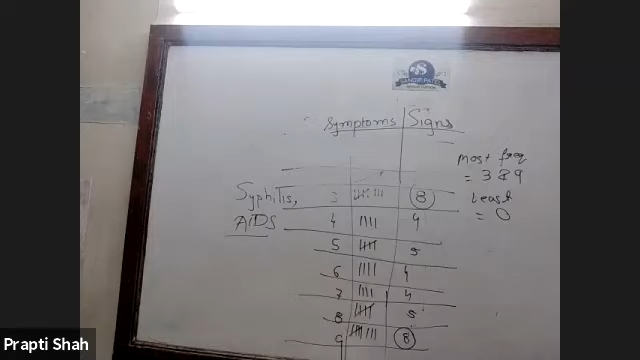 Symptoms Signs
Most freq
= 3 & 9
Least
= 0
Syphilis,
AIDS
3 8
4 4
5 5
6 4
7 4
8 5
9 8
Prapti Shah